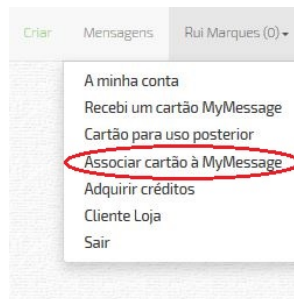 Criar Mensagens Rui Marques (0)
A minha conta
Recebi um cartão MyMessage
Cartão para uso posterior
Associar cartão à MyMessage
Adquirir créditos
Cliente Loja
Sair